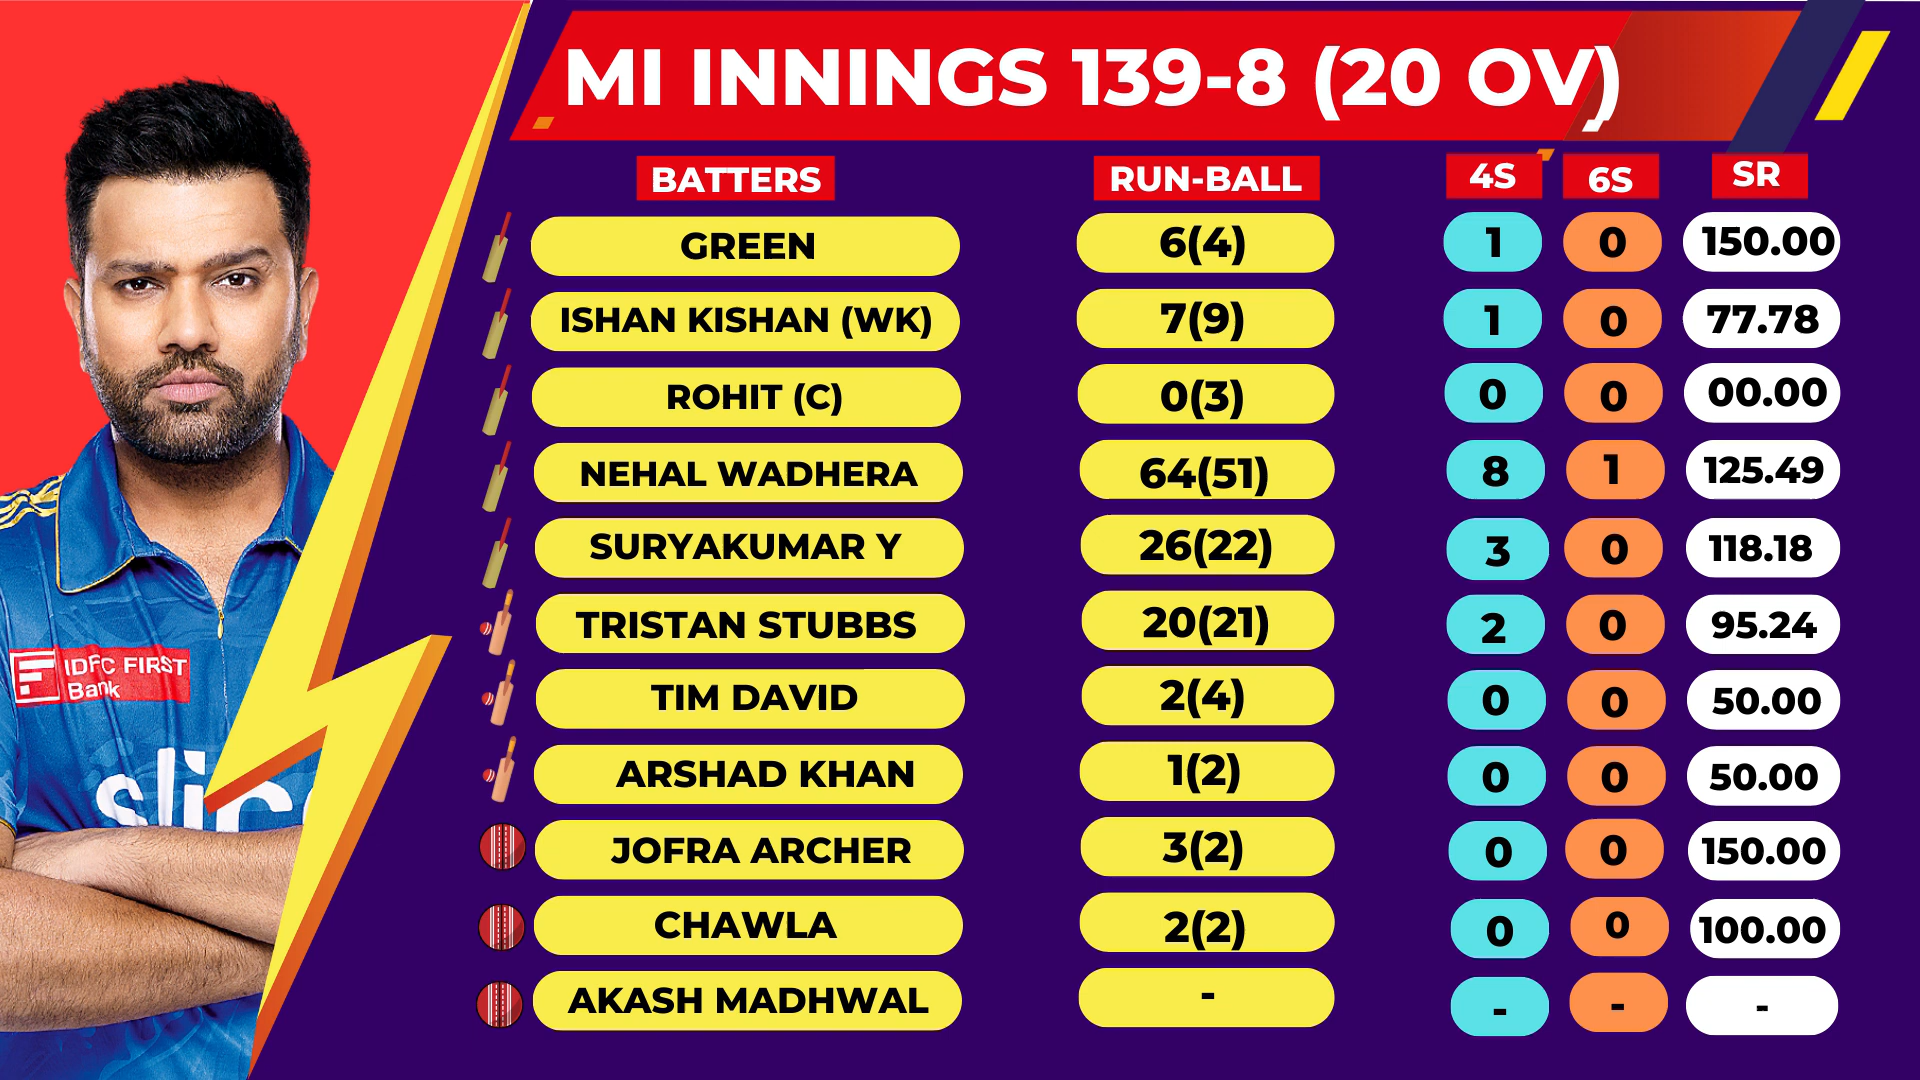 MI INNINGS 139-8 (20 OV)
BATTERS RUN-BALL 4S 6S SR
GREEN 6(4) 1 0 150.00
ISHAN KISHAN (WK) 7(9) 1 0 77.78
ROHIT (C) 0(3) 0 0 00.00
NEHAL WADHERA 64(51) 8 1 125.49
SURYAKUMAR Y 26(22) 3 0 118.18
TRISTAN STUBBS 20(21) 2 0 95.24
TIM DAVID 2(4) 0 0 50.00
ARSHAD KHAN 1(2) 0 0 50.00
JOFRA ARCHER 3(2) 0 0 150.00
CHAWLA 2(2) 0 0 100.00
AKASH MADHWAL - - - -
IDFC FIRST
Bank
slice